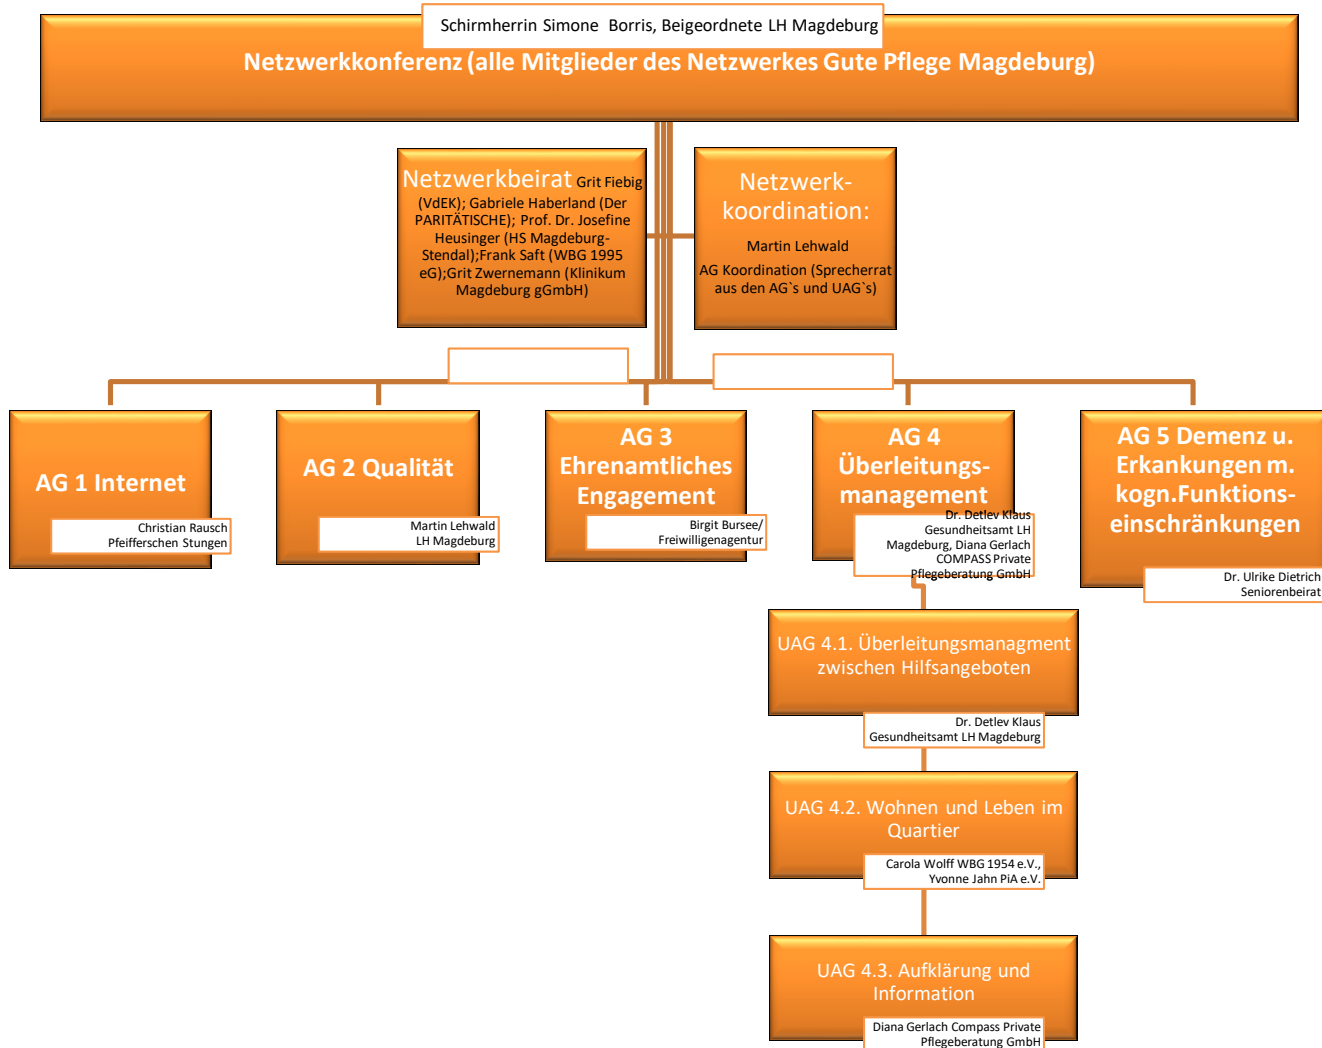 Schirmherrin Simone Borris, Beigeordnete LH Magdeburg
Netzwerkkonferenz (alle Mitglieder des Netzwerkes Gute Pflege Magdeburg)
Netzwerkbeirat Grit Fiebig
(VdEK); Gabriele Haberland (Der
PARITÄTISCHE); Prof. Dr. Josefine
Heusinger (HS Magdeburg-
Stendal);Frank Saft (WBG 1995
eG);Grit Zwernemann (Klinikum
Magdeburg gGmbH)
Netzwerk-
koordination:
Martin Lehwald
AG Koordination (Sprecherrat
aus den AG`s und UAG`s)
AG 1 Internet
Christian Rausch
Pfeifferschen Stungen
AG 2 Qualität
Martin Lehwald
LH Magdeburg
AG 3
Ehrenamtliches
Engagement
Birgit Bursee/
Freiwilligenagentur
AG 4
Überleitungs-
management
Dr. Detlev Klaus
Gesundheitsamt LH
Magdeburg, Diana Gerlach
COMPASS Private
Pflegeberatung GmbH
AG 5 Demenz u.
Erkankungen m.
kogn.Funktions-
einschränkungen
Dr. Ulrike Dietrich
Seniorenbeirat
UAG 4.1. Überleitungsmanagment
zwischen Hilfsangeboten
Dr. Detlev Klaus
Gesundheitsamt LH Magdeburg
UAG 4.2. Wohnen und Leben im
Quartier
Carola Wolff WBG 1954 e.V.,
Yvonne Jahn PiA e.V.
UAG 4.3. Aufklärung und
Information
Diana Gerlach Compass Private
Pflegeberatung GmbH